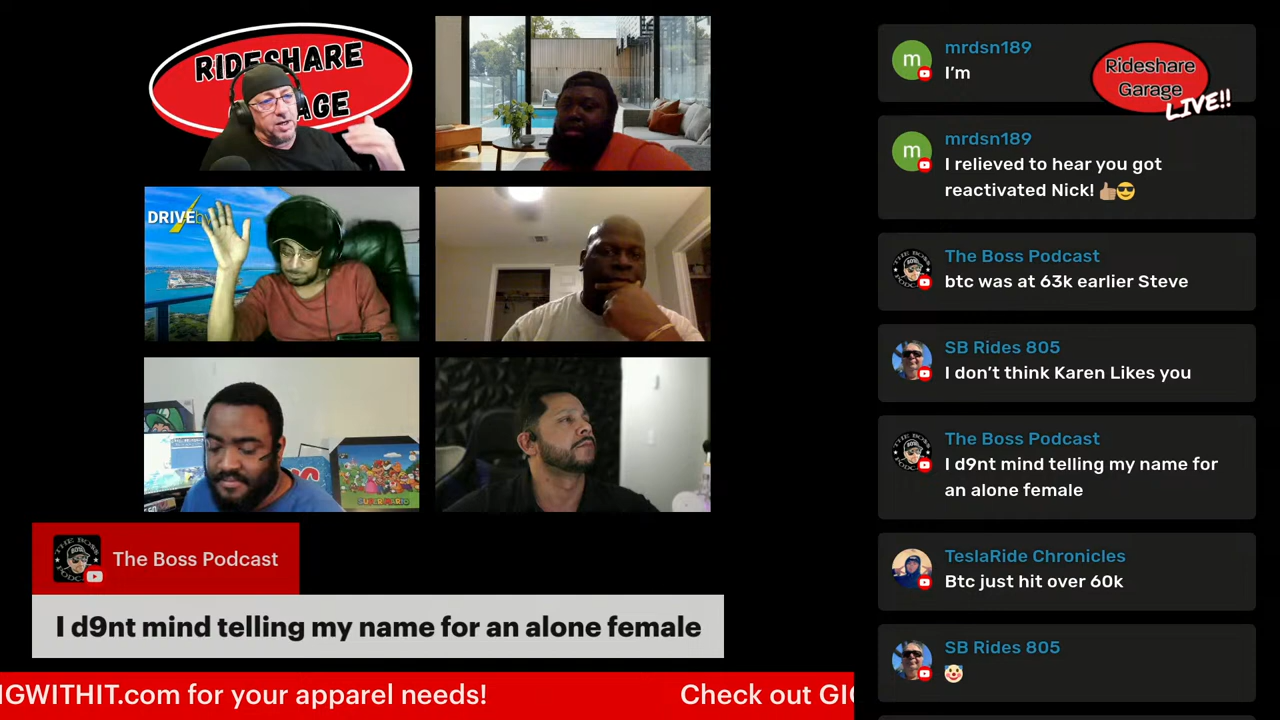 RIDESHARE
GARAGE
DRIVE
SUPER MARIO
The Boss Podcast
I d9nt mind telling my name for an alone female
IGWITHIT.com for your apparel needs!
Check out GIG
mrdsn189
I'm
Rideshare
Garage
LIVE!!
mrdsn189
I relieved to hear you got
reactivated Nick! 👍🏽😎
The Boss Podcast
btc was at 63k earlier Steve
SB Rides 805
I don't think Karen Likes you
The Boss Podcast
I d9nt mind telling my name for
an alone female
TeslaRide Chronicles
Btc just hit over 60k
SB Rides 805
🤡